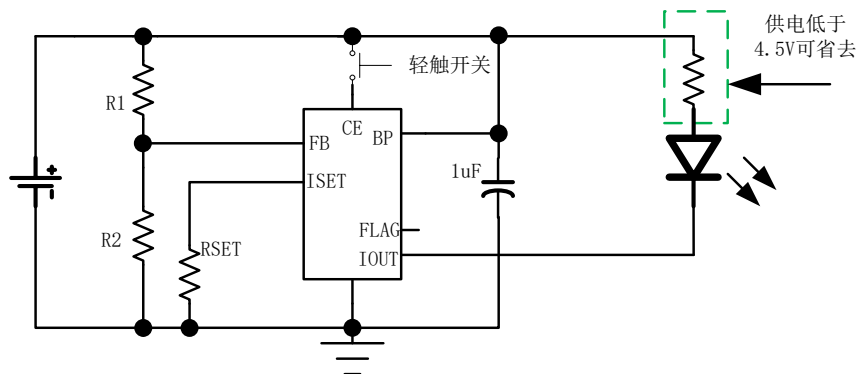 供电低于
4.5V可省去
轻触开关
R1
CE
BP
FB
1uF
ISET
R2
RSET
FLAG
IOUT